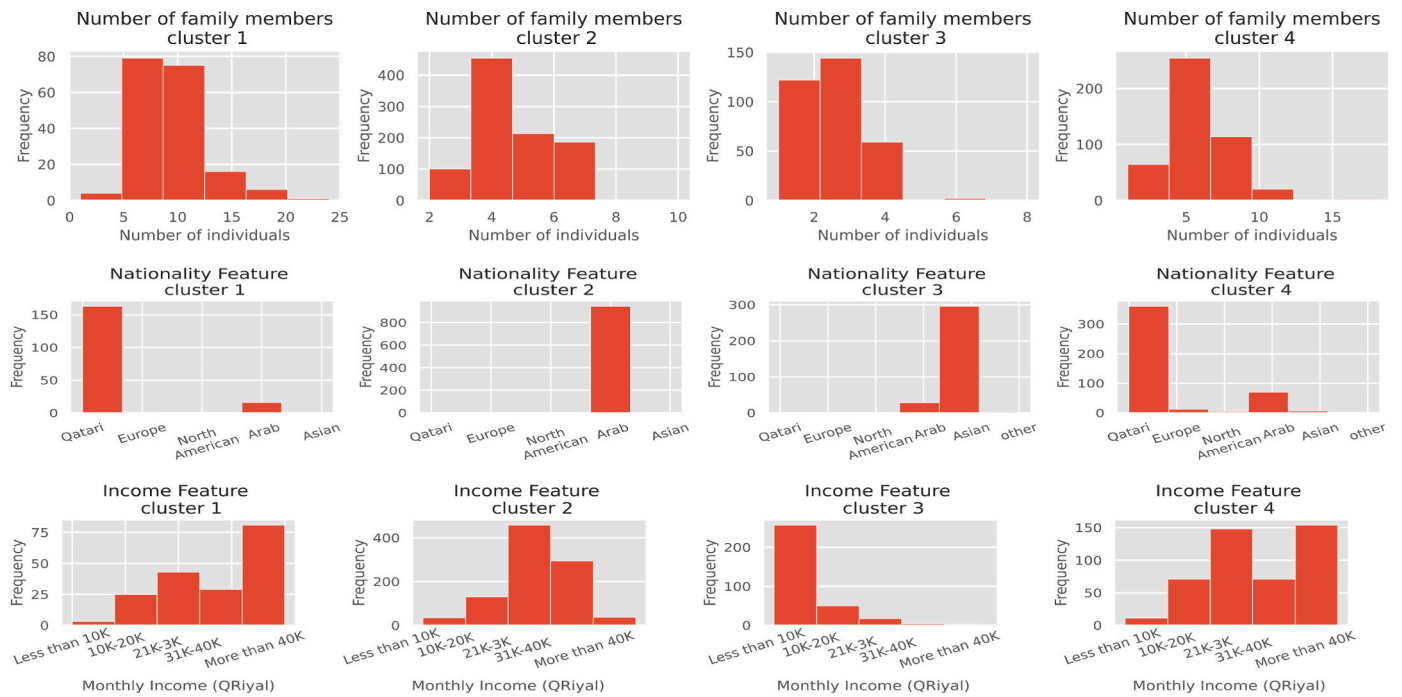 Number of family members
cluster 1
Number of family members
cluster 2
Number of family members
cluster 3
Number of family members
cluster 4
Frequency
80
60
40
20
0
0 5 10 15 20 25
Number of individuals
Frequency
400
300
200
100
0
2 4 6 8 10
Number of individuals
Frequency
150
100
50
0
2 4 6 8
Number of individuals
Frequency
200
100
0
5 10 15
Number of individuals
Nationality Feature
cluster 1
Nationality Feature
cluster 2
Nationality Feature
cluster 3
Nationality Feature
cluster 4
Frequency
150
100
50
0
Qatari Europe North American Arab Asian
Frequency
800
600
400
200
0
Qatari Europe North American Arab Asian
Frequency
300
200
100
0
Qatari Europe North American Arab Asian other
Frequency
300
200
100
0
Qatari Europe North American Arab Asian other
Income Feature
cluster 1
Income Feature
cluster 2
Income Feature
cluster 3
Income Feature
cluster 4
Frequency
75
50
25
0
Less than 10K 10K-20K 21K-3K 31K-40K More than 40K
Monthly Income (QRiyal)
Frequency
400
200
0
Less than 10K 10K-20K 21K-3K 31K-40K More than 40K
Monthly Income (QRiyal)
Frequency
200
100
0
Less than 10K 10K-20K 21K-3K 31K-40K More than 40K
Monthly Income (QRiyal)
Frequency
150
100
50
0
Less than 10K 10K-20K 21K-3K 31K-40K More than 40K
Monthly Income (QRiyal)